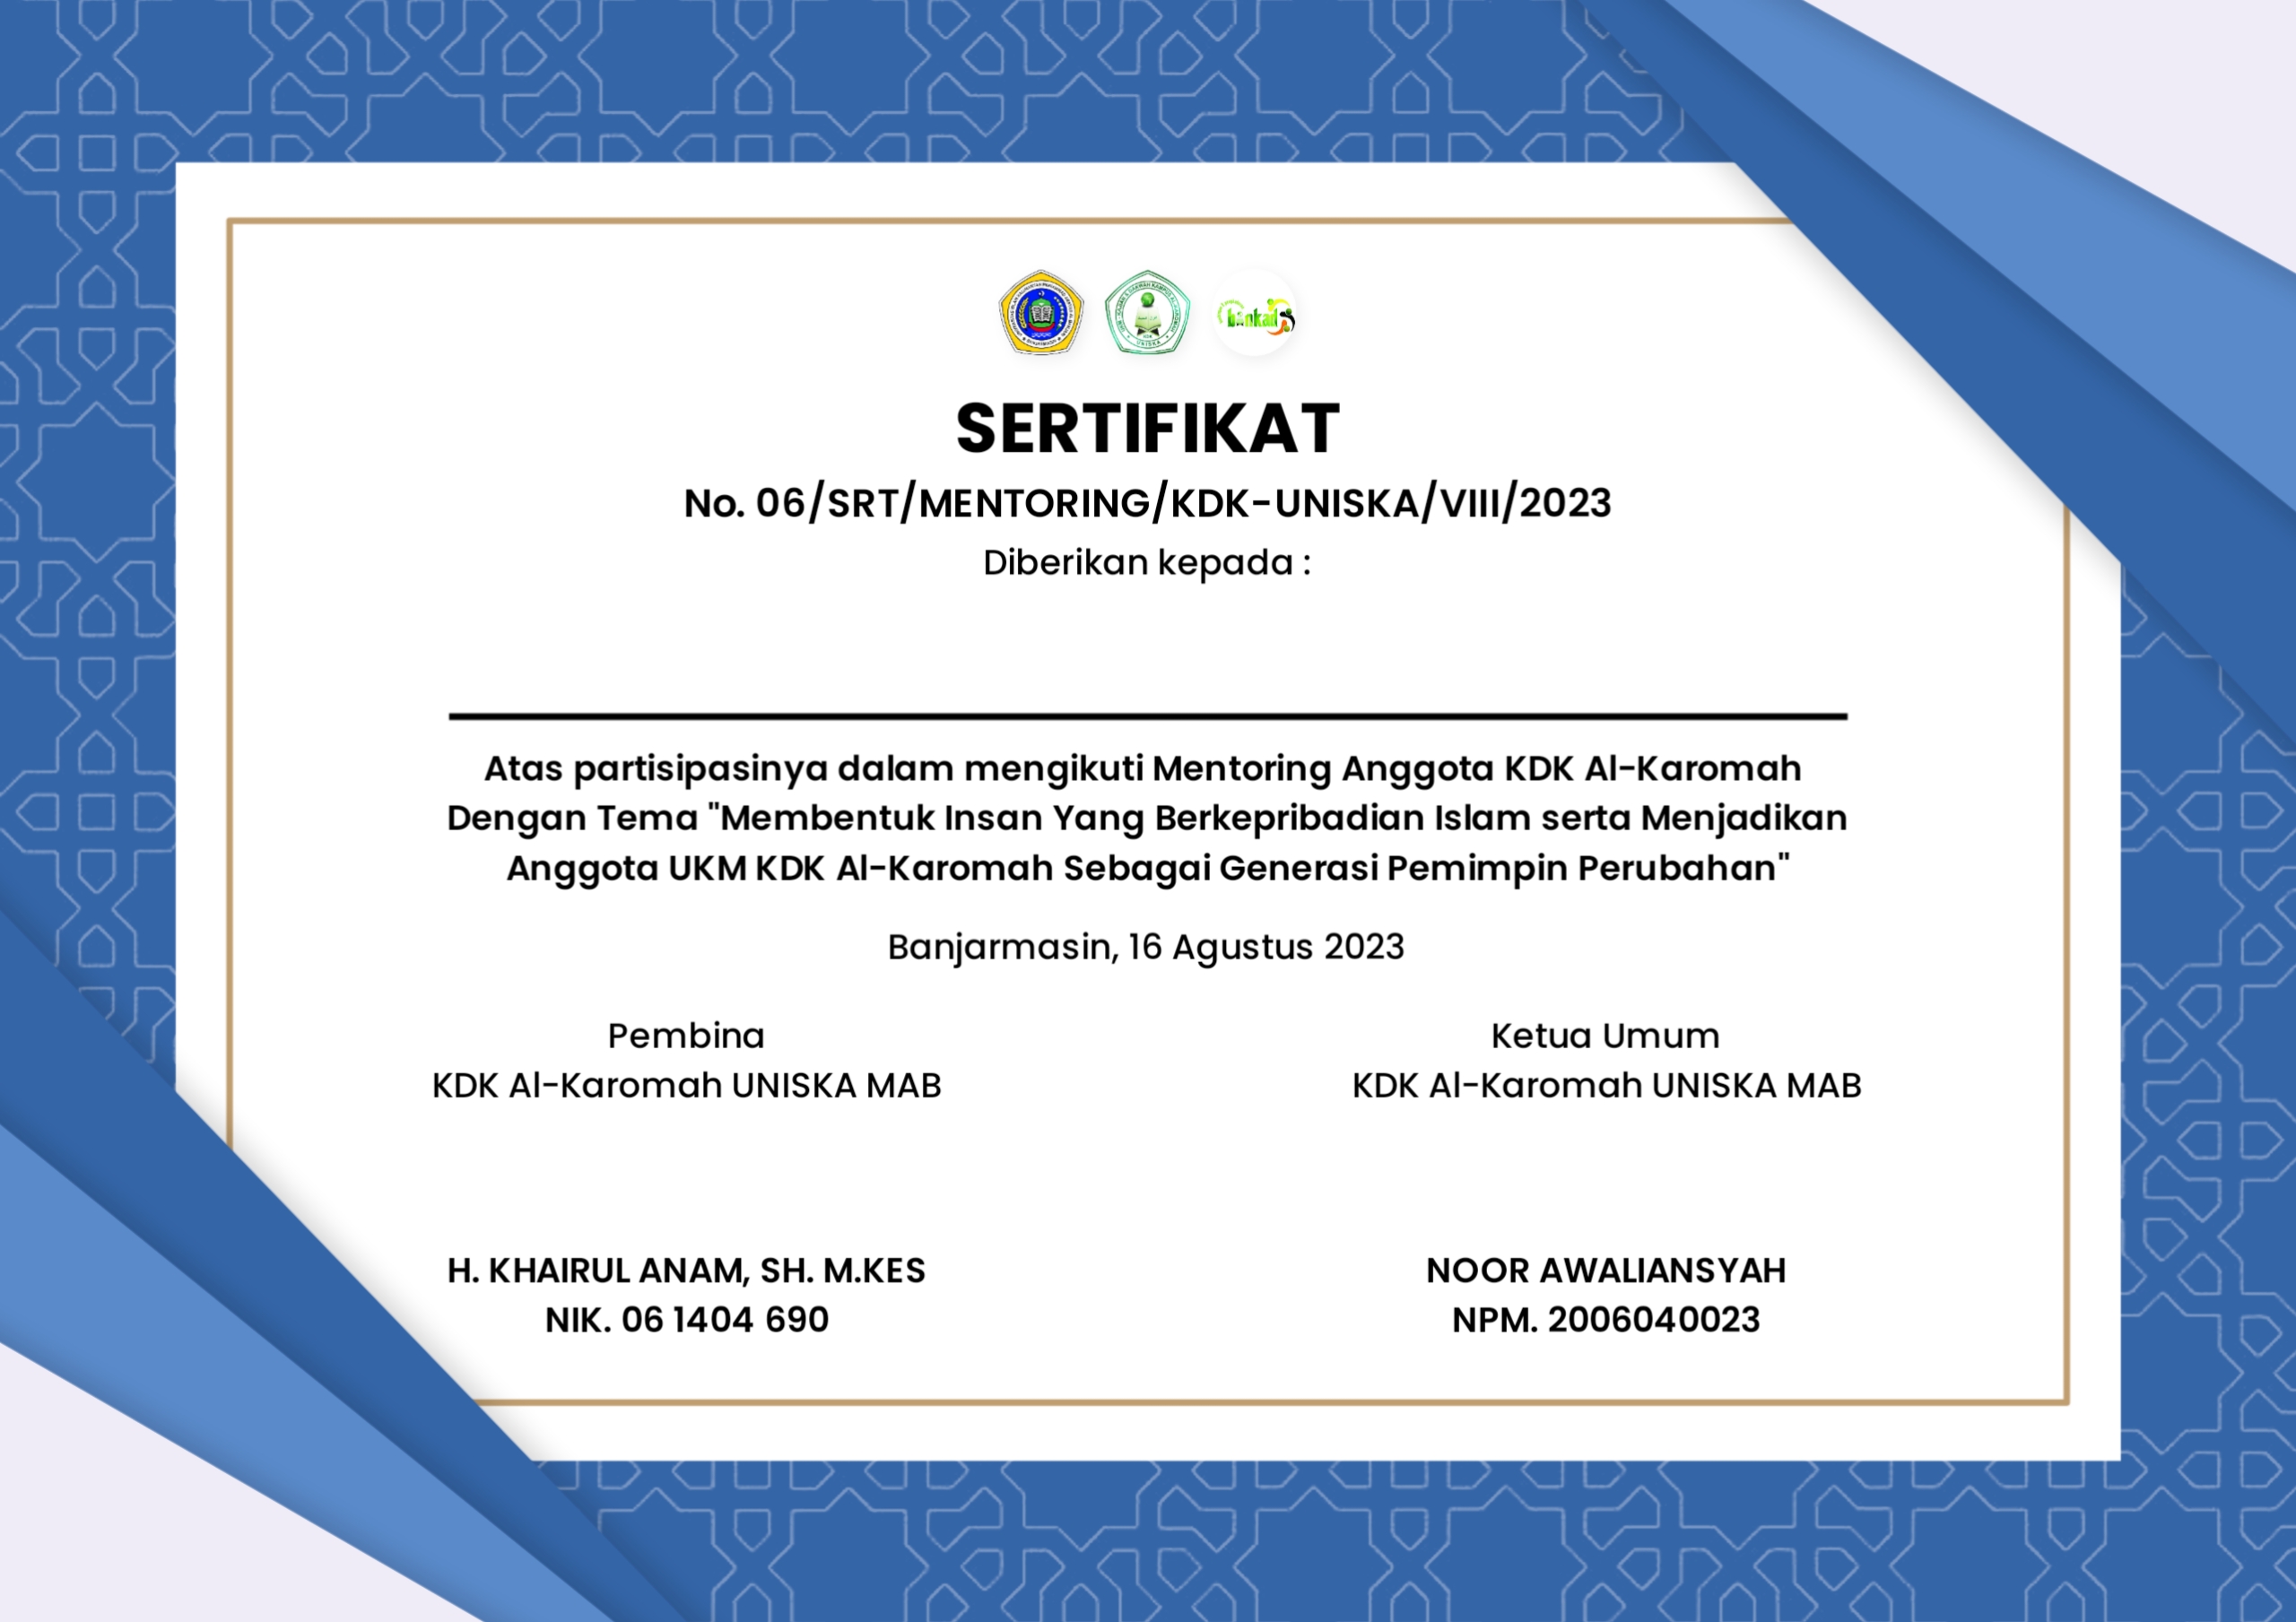 bankaib
SERTIFIKAT
No. 06/SRT/MENTORING/KDK-UNISKA/VIII/2023
Diberikan kepada :
Atas partisipasinya dalam mengikuti Mentoring Anggota KDK Al-Karomah
Dengan Tema "Membentuk Insan Yang Berkepribadian Islam serta Menjadikan
Anggota UKM KDK Al-Karomah Sebagai Generasi Pemimpin Perubahan"
Banjarmasin, 16 Agustus 2023
Pembina
KDK Al-Karomah UNISKA MAB
Ketua Umum
KDK Al-Karomah UNISKA MAB
H. KHAIRUL ANAM, SH. M.KES
NIK. 06 1404 690
NOOR AWALIANSYAH
NPM. 2006040023